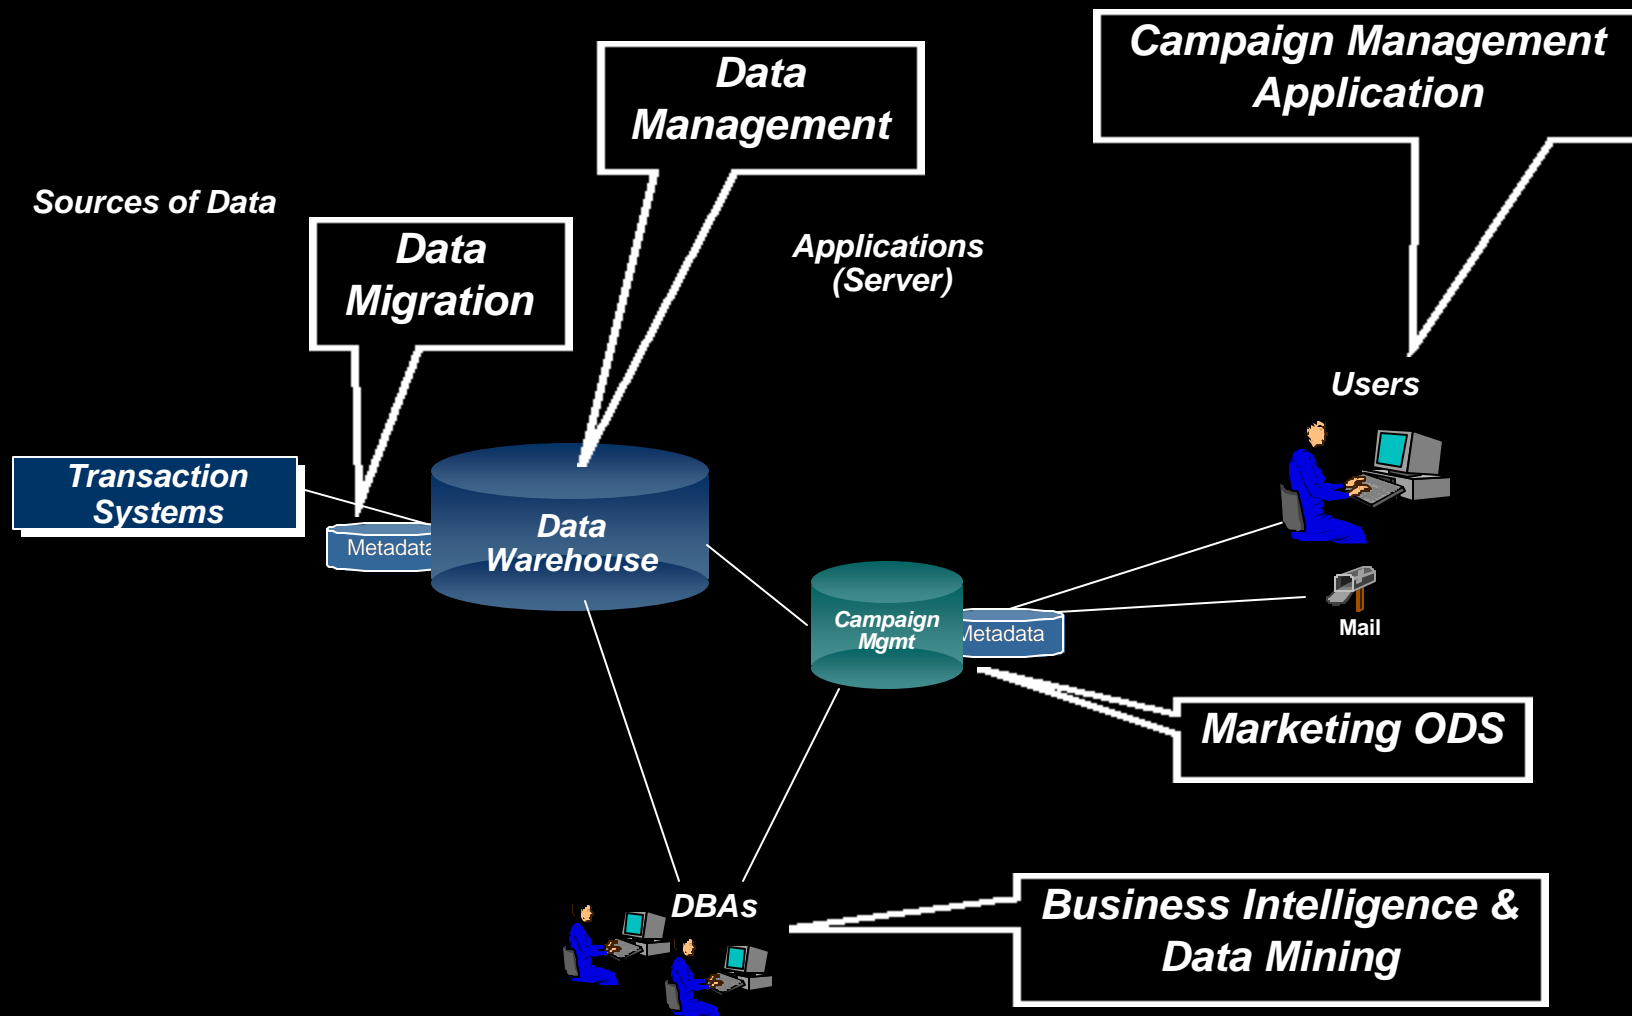 Campaign Management
Application
Data
Management
Sources of Data
Data
Migration
Applications
(Server)
Users
Transaction
Systems
Metadata
Data
Warehouse
Campaign
Mgmt
Metadata
Mail
Marketing ODS
DBAs
Business Intelligence &
Data Mining